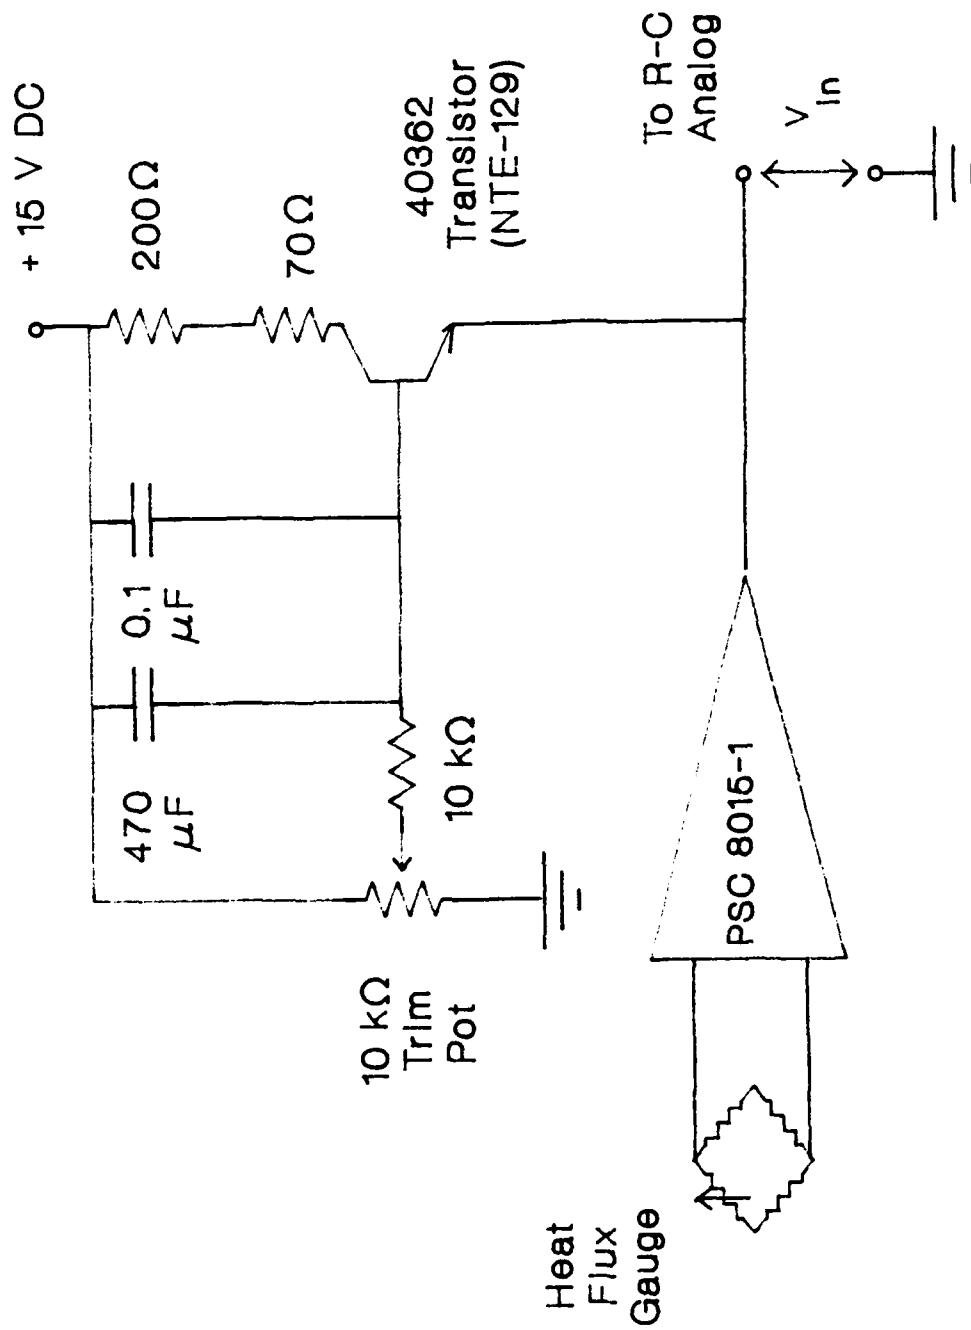 + 15 V DC
200Ω
70Ω
40362
Transistor
(NTE-129)
To R-C
Analog
V In
0.1
μF
470
μF
10 kΩ
10 kΩ
Trim
Pot
PSC 8015-1
Heat
Flux
Gauge